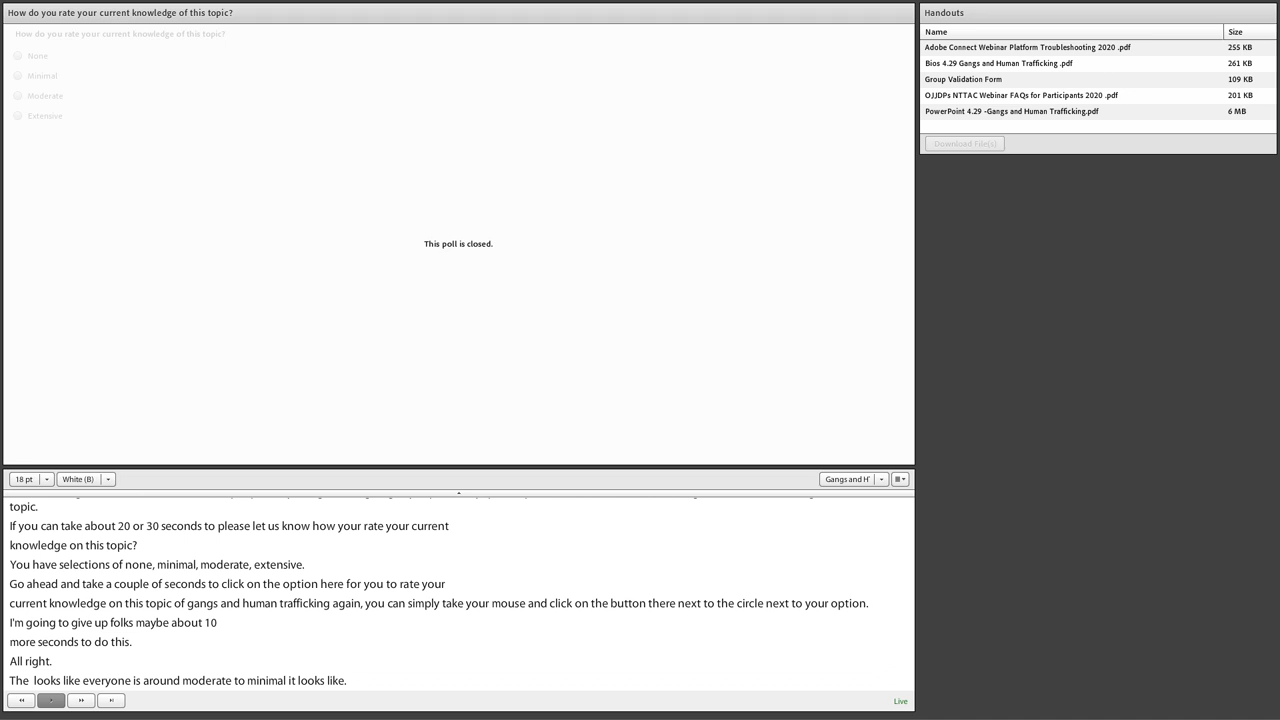 How do you rate your current knowledge of this topic?
How do you rate your current knowledge of this topic?
None
Minimal
Moderate
Extensive
This poll is closed.
Handouts
Name Size
Adobe Connect Webinar Platform Troubleshooting 2020 .pdf 255 KB
Bios 4.29 Gangs and Human Trafficking .pdf 261 KB
Group Validation Form 109 KB
OJJDPs NTTAC Webinar FAQs for Participants 2020 .pdf 201 KB
PowerPoint 4.29 -Gangs and Human Trafficking.pdf 6 MB
Download File(s)
18 pt White (B) Gangs and H'
topic.
If you can take about 20 or 30 seconds to please let us know how your rate your current
knowledge on this topic?
You have selections of none, minimal, moderate, extensive.
Go ahead and take a couple of seconds to click on the option here for you to rate your
current knowledge on this topic of gangs and human trafficking again, you can simply take your mouse and click on the button there next to the circle next to your option.
I'm going to give up folks maybe about 10
more seconds to do this.
All right.
The looks like everyone is around moderate to minimal it looks like.
Live